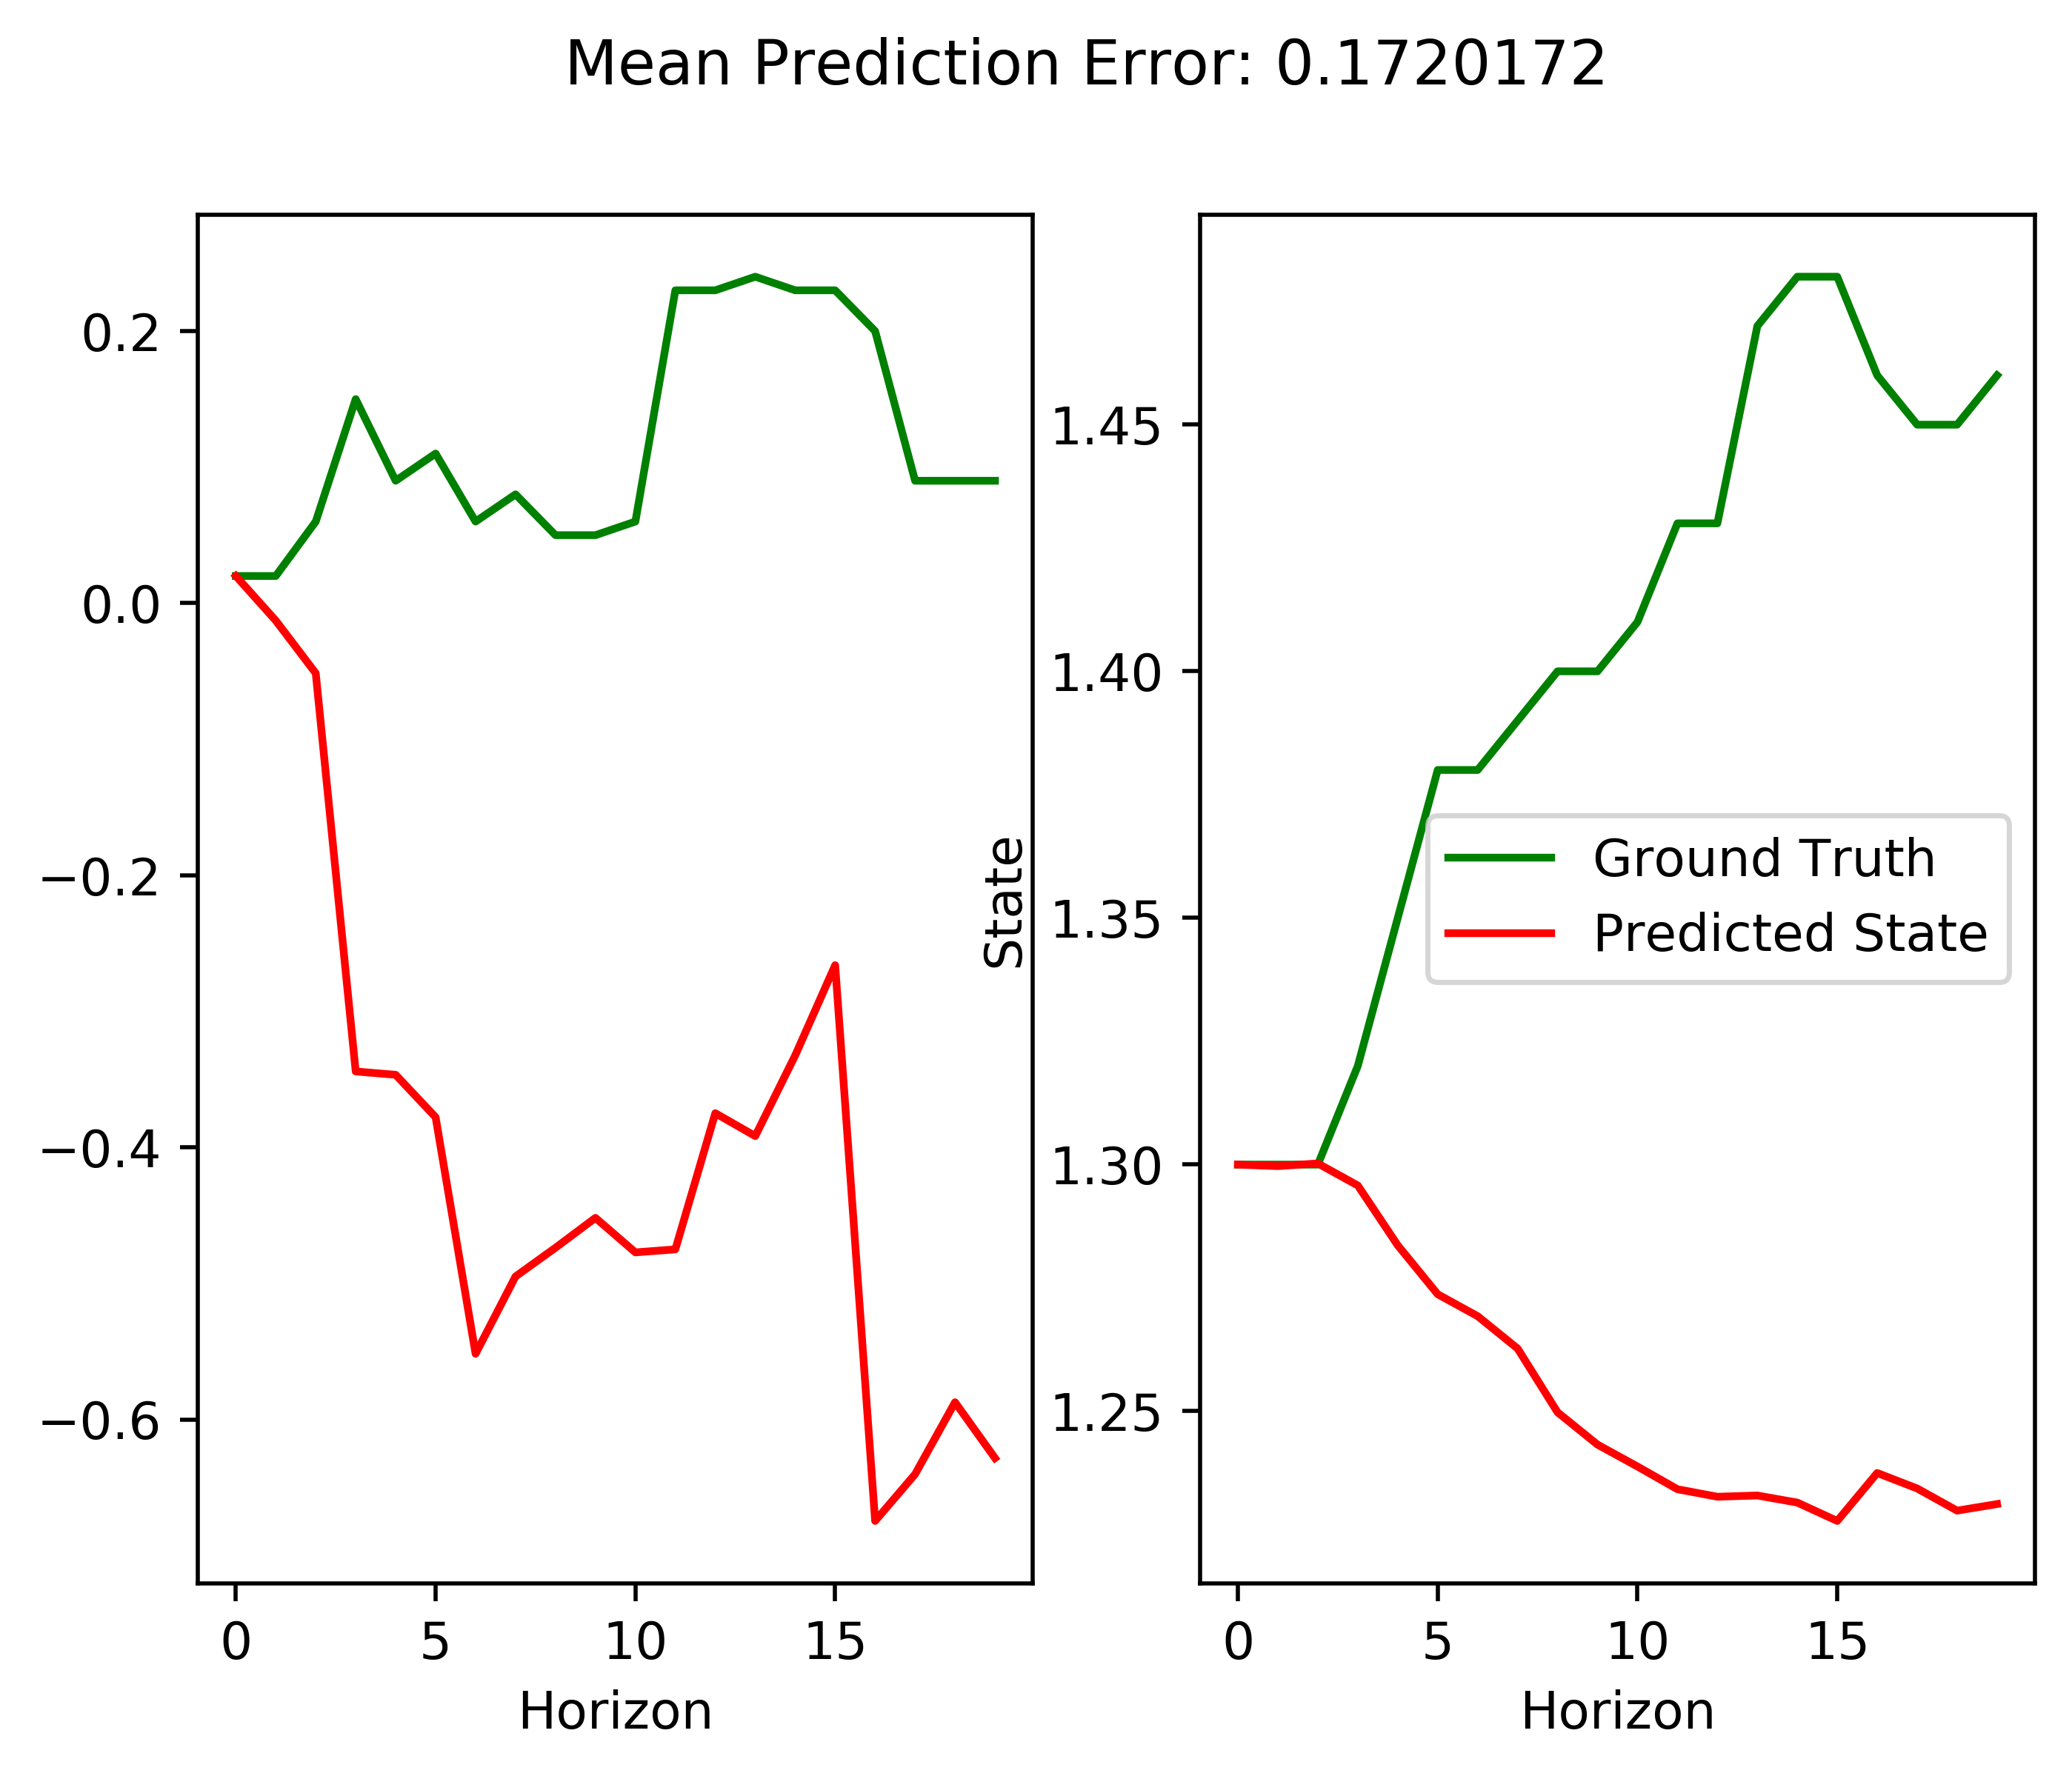 Mean Prediction Error: 0.1720172
0.2
0.0
−0.2
−0.4
−0.6
0 5 10 15
Horizon
State
1.45
1.40
1.35
1.30
1.25
Ground Truth
Predicted State
0 5 10 15
Horizon